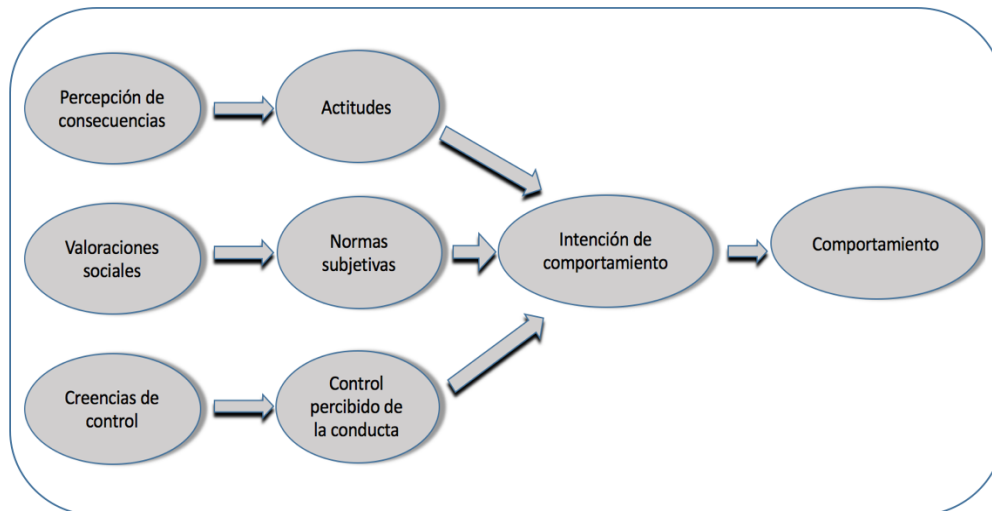 Percepción de
consecuencias
Actitudes
Valoraciones
sociales
Normas
subjetivas
Intención de
comportamiento
Comportamiento
Creencias de
control
Control
percibido de
la conducta